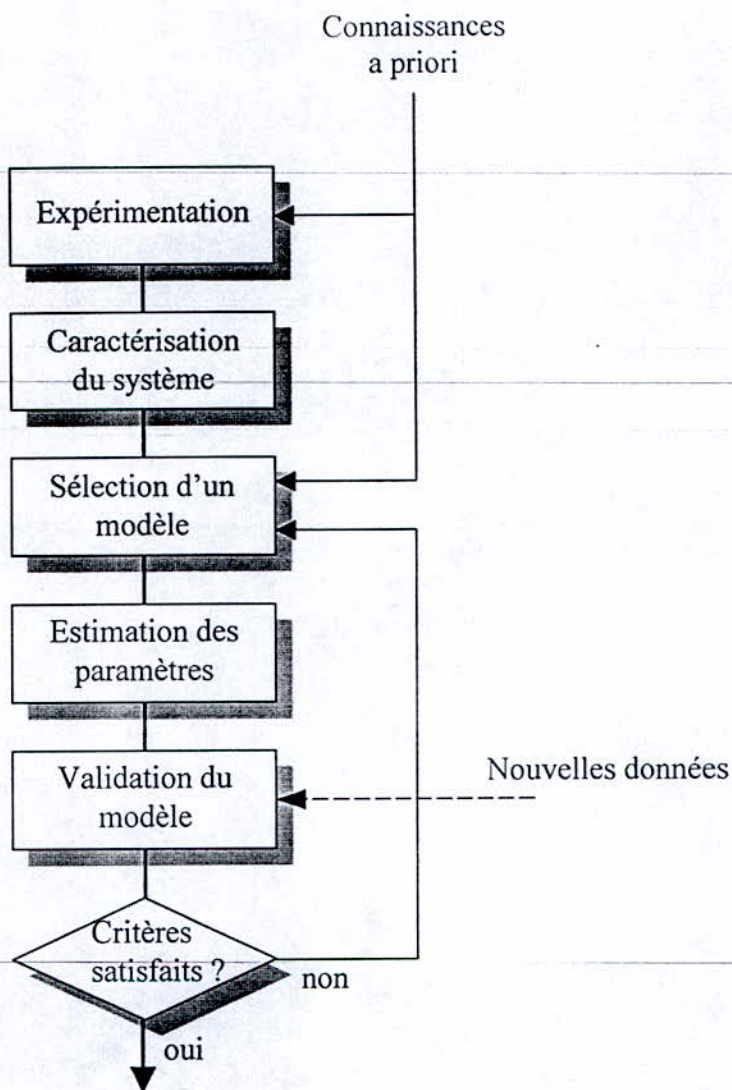 Connaissances
a priori
Expérimentation
Caractérisation
du système
Sélection d'un
modèle
Estimation des
paramètres
Validation du
modèle
Nouvelles données
Critères
satisfaits ?
non
oui